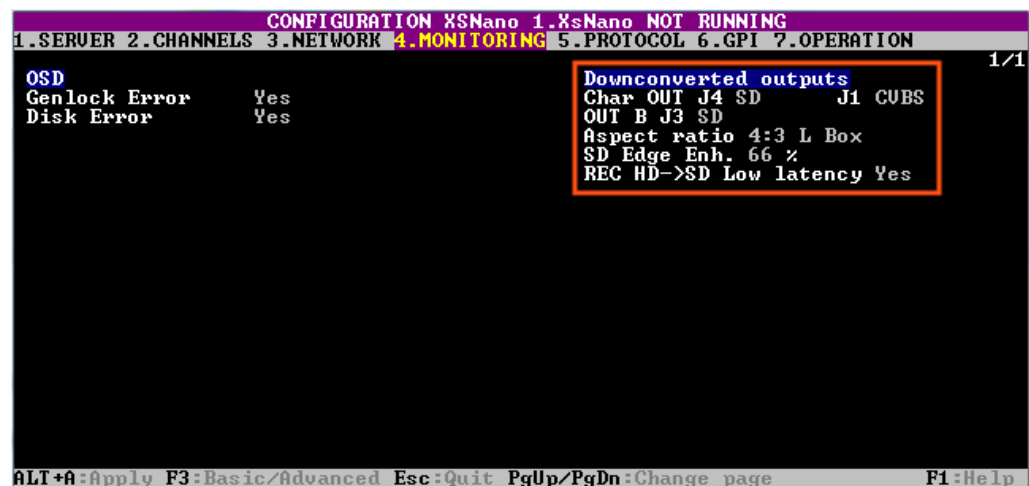 CONFIGURATION XSNano 1.XsNano NOT RUNNING
1.SERVER 2.CHANNELS 3.NETWORK 4.MONITORING 5.PROTOCOL 6.GPI 7.OPERATION
1/1
OSD
Genlock Error Yes
Disk Error Yes
Downconverted outputs
Char OUT J4 SD J1 CVBS
OUT B J3 SD
Aspect ratio 4:3 L Box
SD Edge Enh. 66 %
REC HD->SD Low latency Yes
ALT+A:Apply F3:Basic/Advanced Esc:Quit PgUp/PgDn:Change page F1:Help